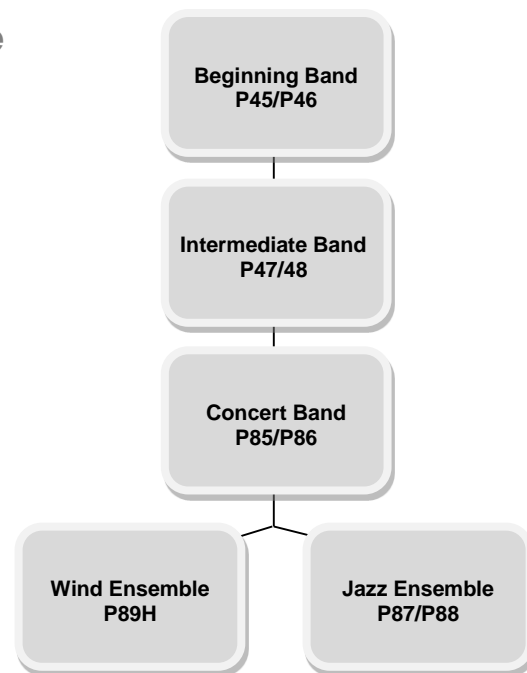 e
Beginning Band
P45/P46
Intermediate Band
P47/48
Concert Band
P85/P86
Wind Ensemble
P89H
Jazz Ensemble
P87/P88